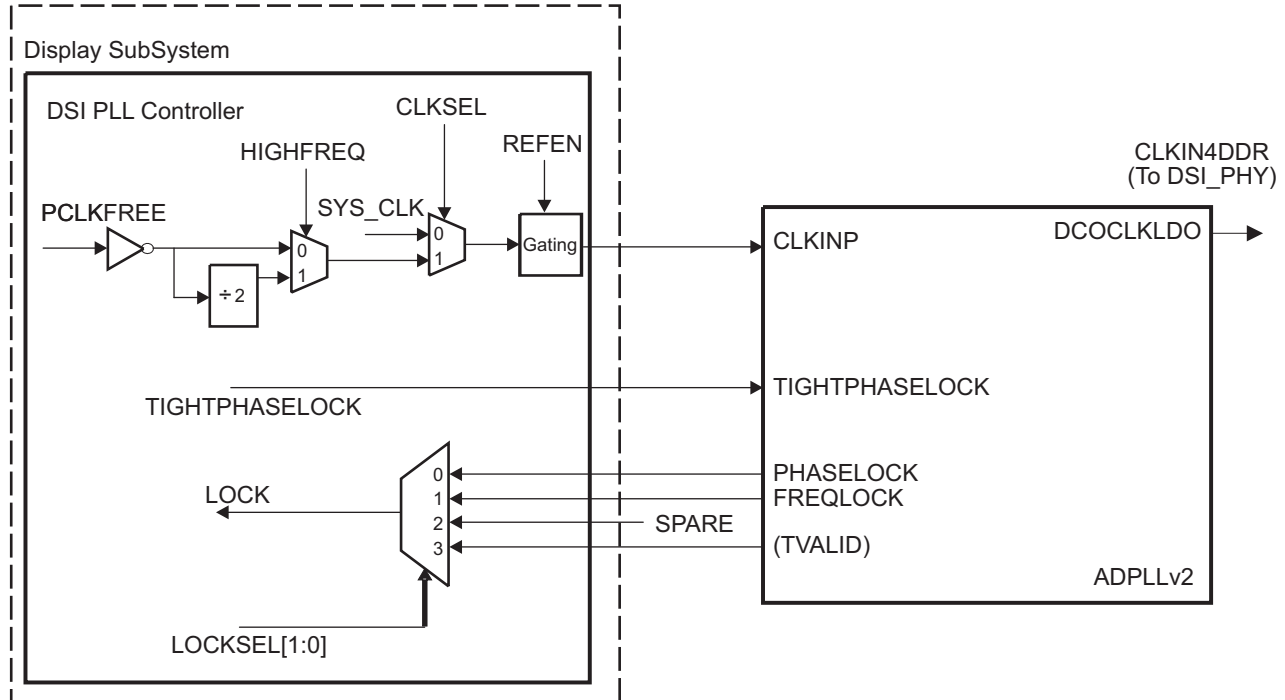 Display SubSystem
DSI PLL Controller
CLKSEL
HIGHFREQ
REFEN
PCLKFREE
SYS_CLK
0
1
0
1
÷2
Gating
CLKIN4DDR
(To DSI_PHY)
CLKINP
DCOCLKLDO
TIGHTPHASELOCK
TIGHTPHASELOCK
LOCK
0
1
2
3
PHASELOCK
FREQLOCK
SPARE
(TVALID)
LOCKSEL[1:0]
ADPLLv2